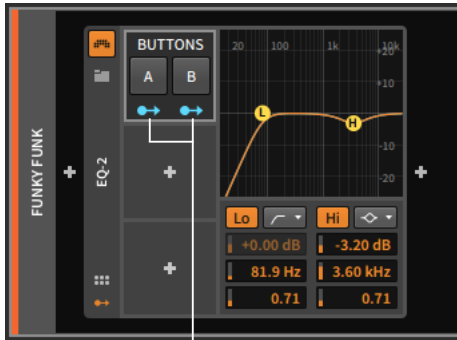 FUNKY FUNK
EQ-2
BUTTONS
A B
20 100 1k 10k
+20
+10
-10
-20
L
H
Lo Hi
+0.00 dB -3.20 dB
81.9 Hz 3.60 kHz
0.71 0.71